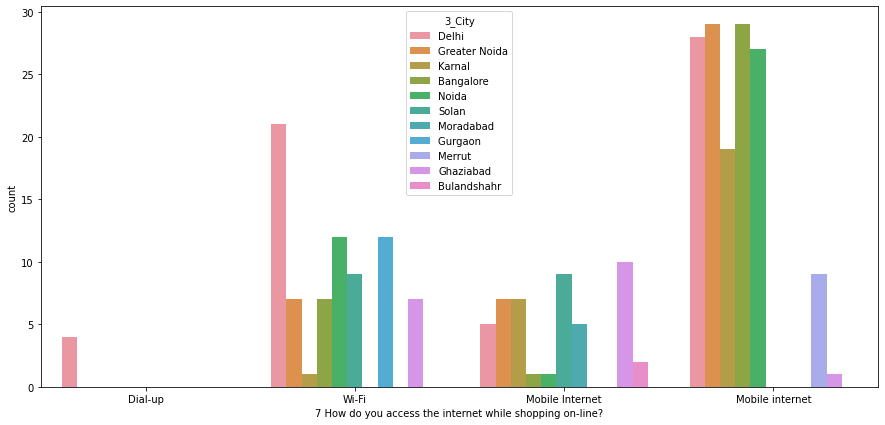 30
25
20
15
10
5
0
count
3_City
Delhi
Greater Noida
Karnal
Bangalore
Noida
Solan
Moradabad
Gurgaon
Merrut
Ghaziabad
Bulandshahr
Dial-up Wi-Fi Mobile Internet Mobile internet
7 How do you access the internet while shopping on-line?